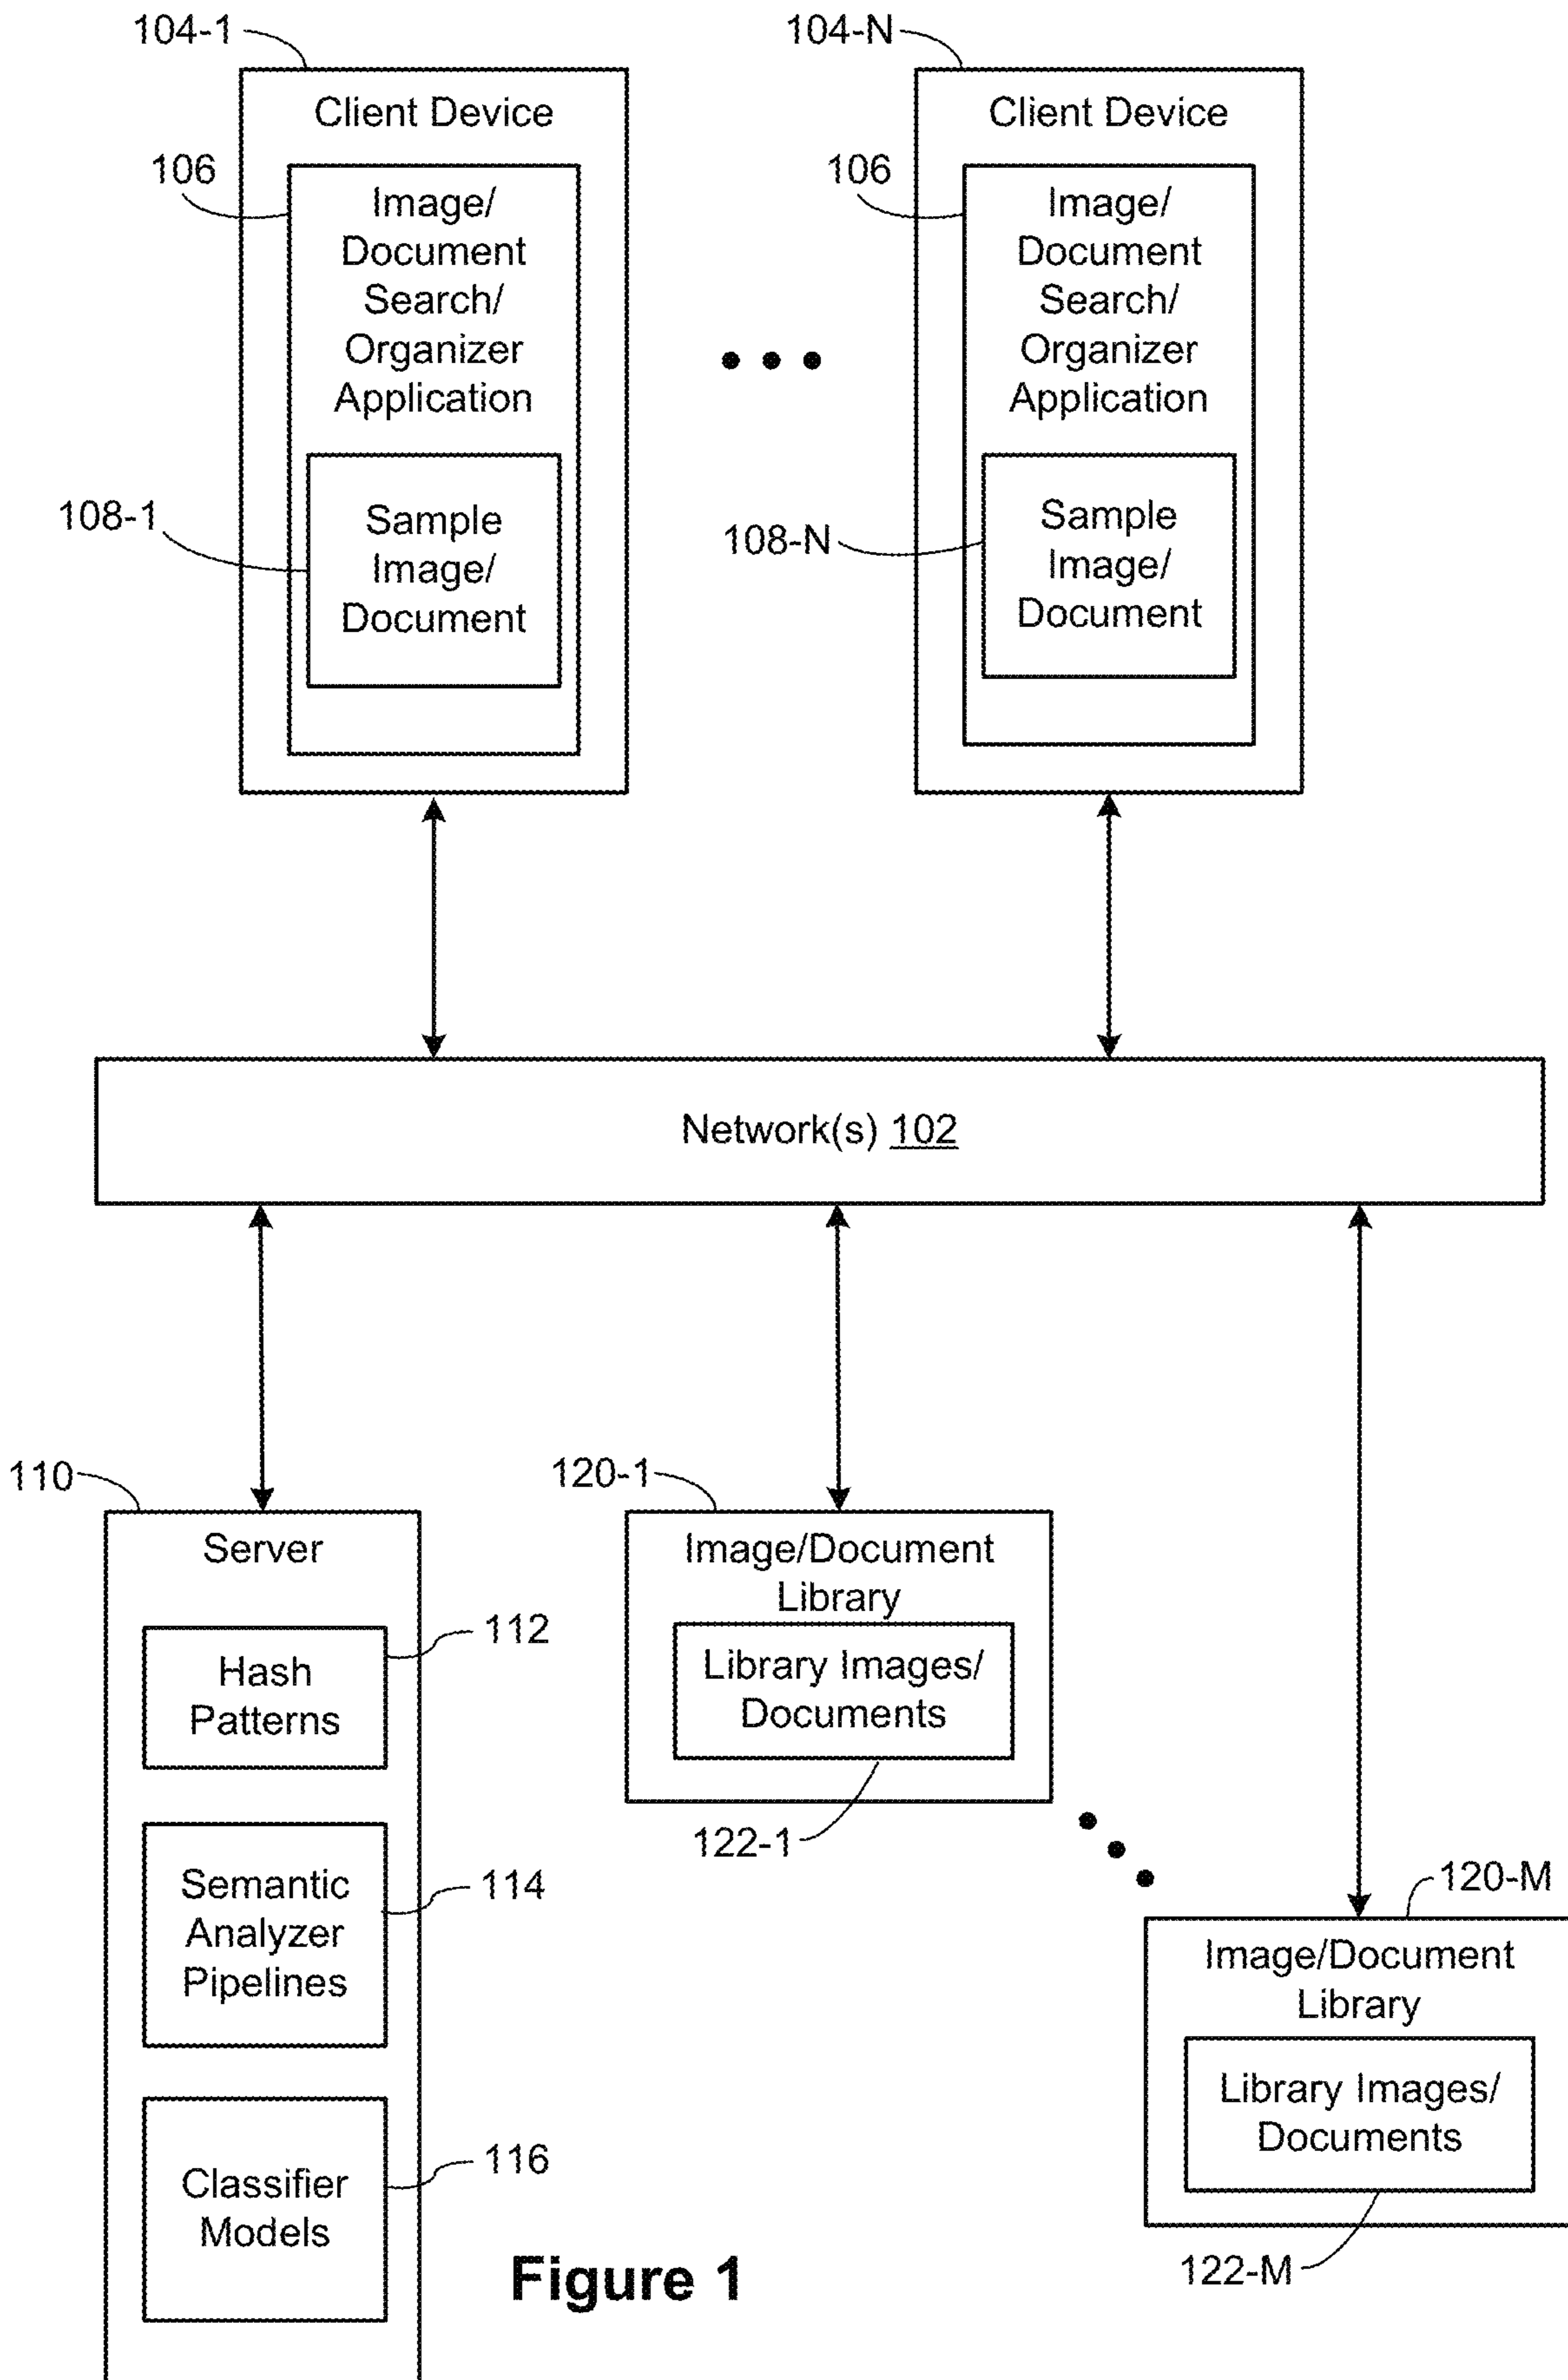 104-1
Client Device
106
Image/
Document
Search/
Organizer
Application
108-1
Sample
Image/
Document
104-N
Client Device
106
Image/
Document
Search/
Organizer
Application
108-N
Sample
Image/
Document
Network(s) 102
110
Server
112
Hash
Patterns
114
Semantic
Analyzer
Pipelines
116
Classifier
Models
120-1
Image/Document
Library
Library Images/
Documents
122-1
120-M
Image/Document
Library
Library Images/
Documents
122-M
Figure 1